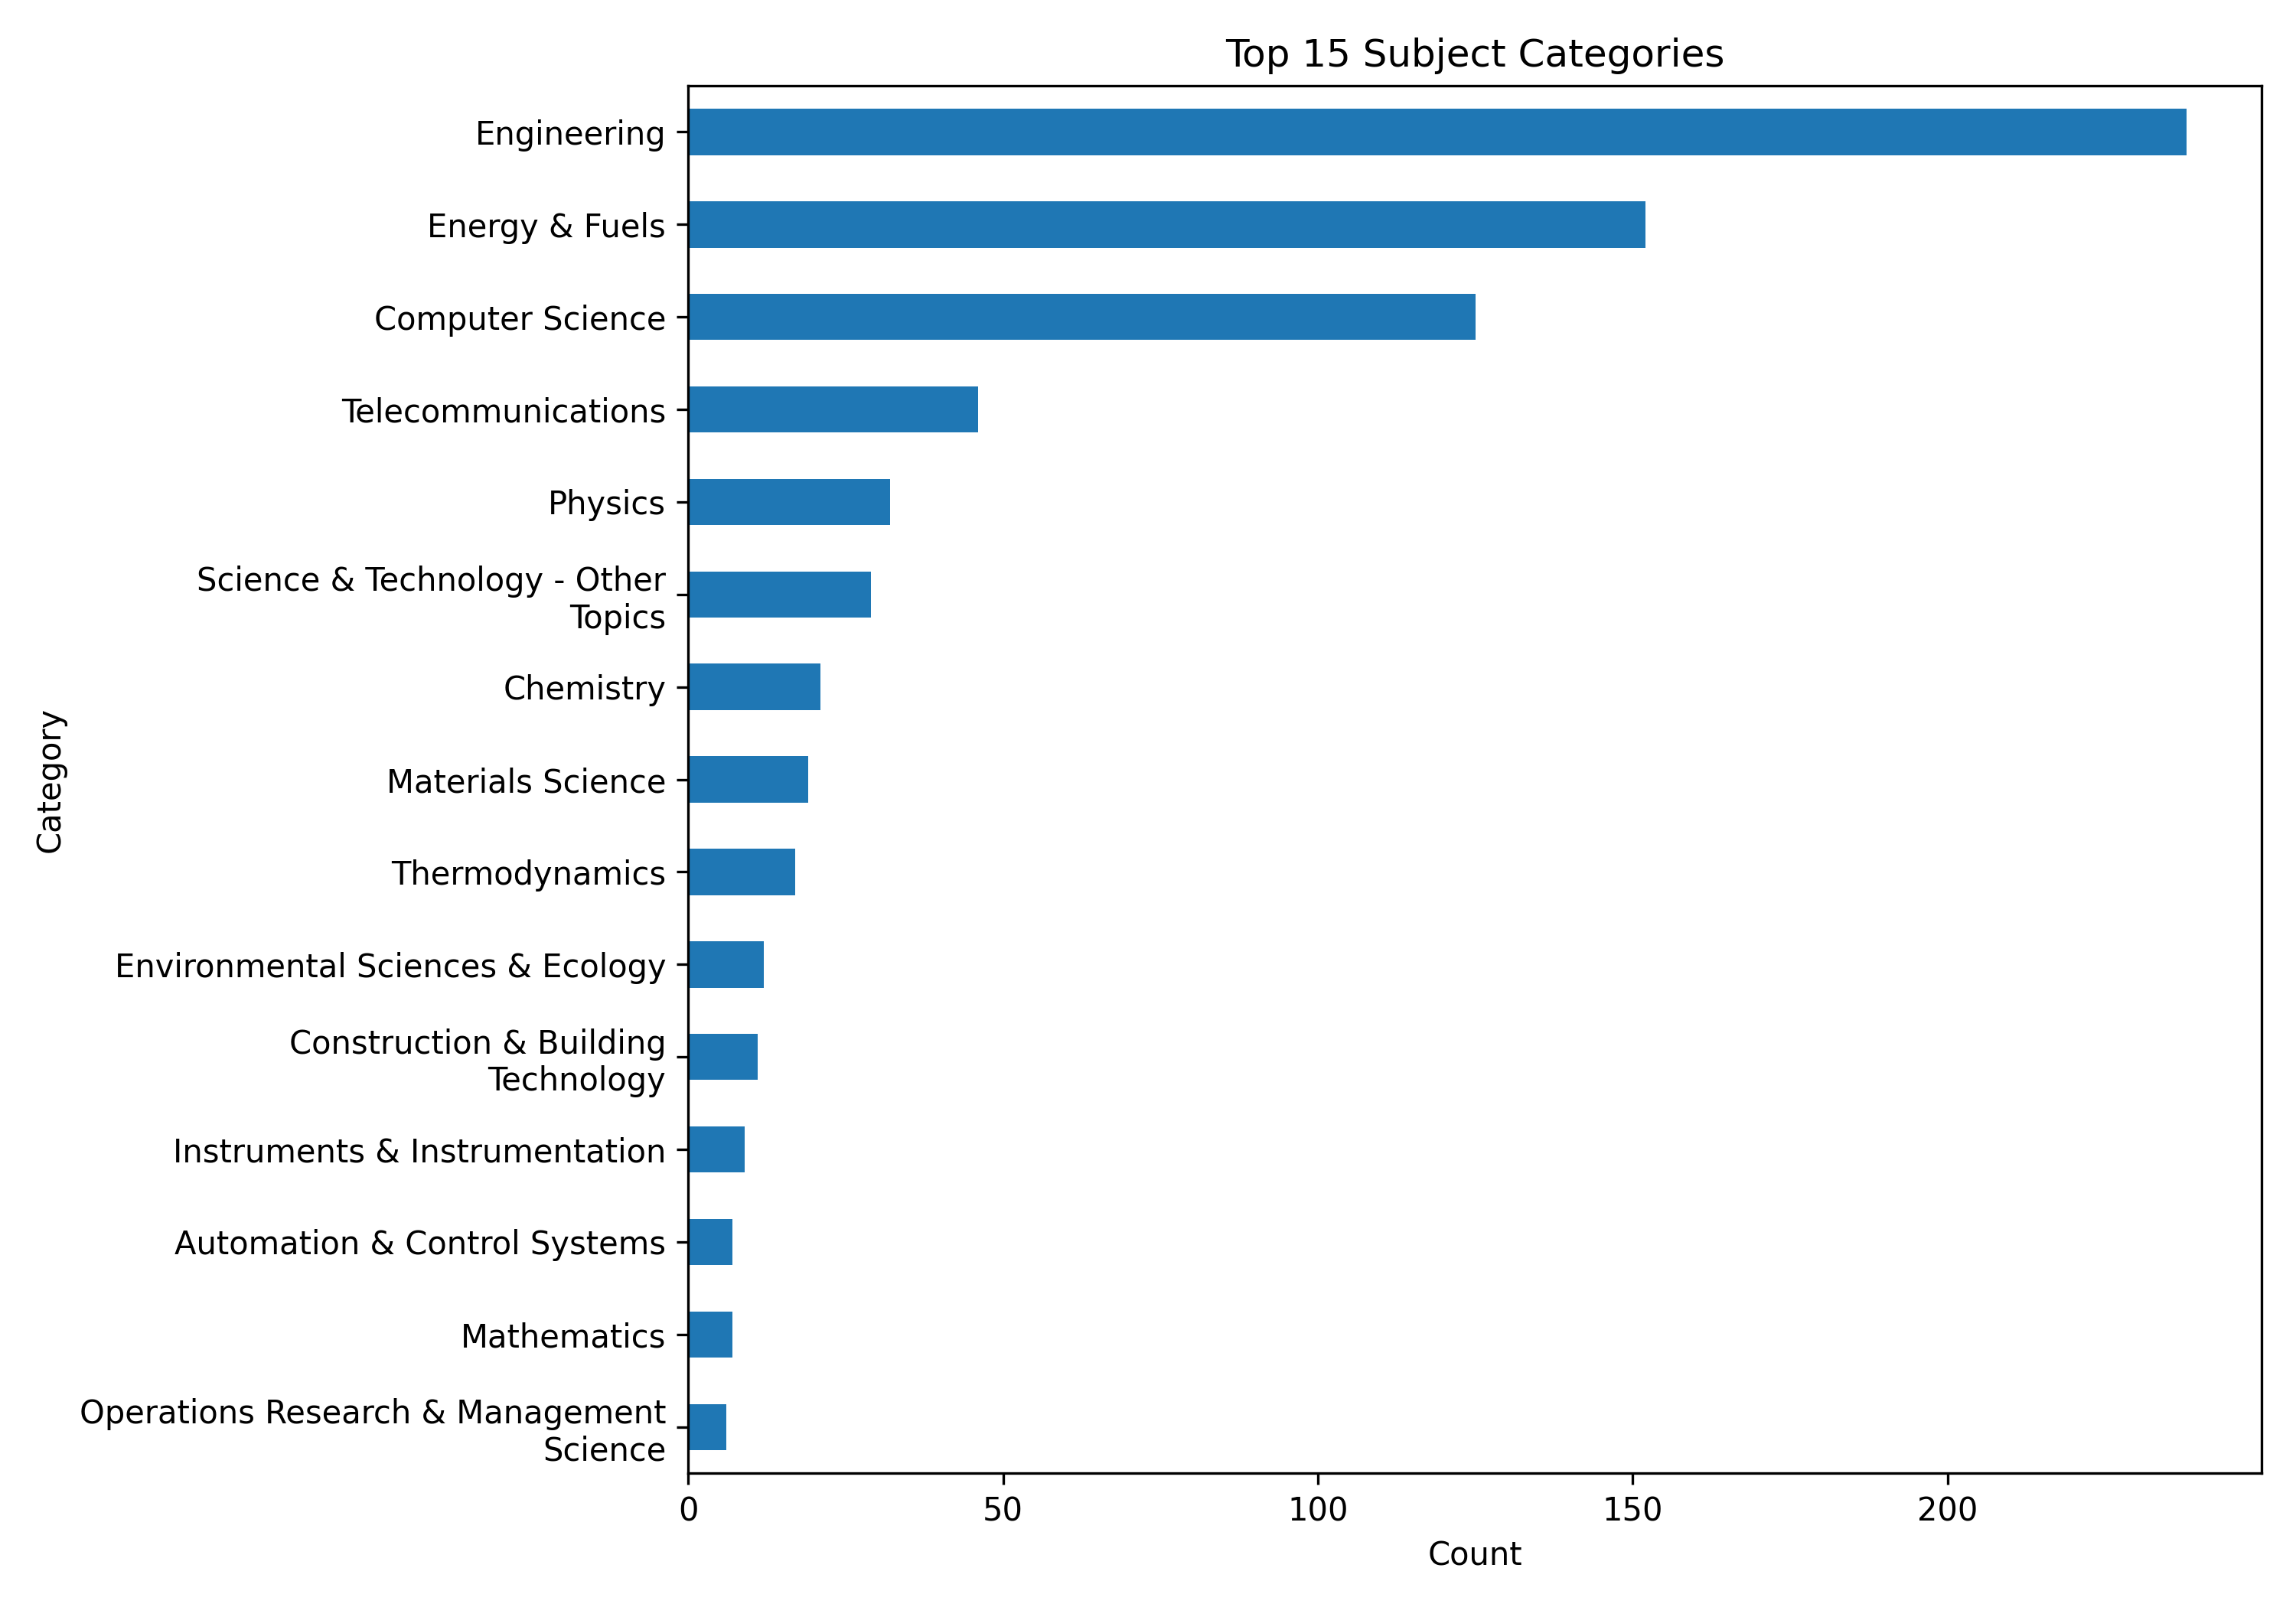 Top 15 Subject Categories
Engineering
Energy & Fuels
Computer Science
Telecommunications
Physics
Science & Technology - Other
Topics
Chemistry
Materials Science
Thermodynamics
Environmental Sciences & Ecology
Construction & Building
Technology
Instruments & Instrumentation
Automation & Control Systems
Mathematics
Operations Research & Management
Science
Category
0 50 100 150 200
Count